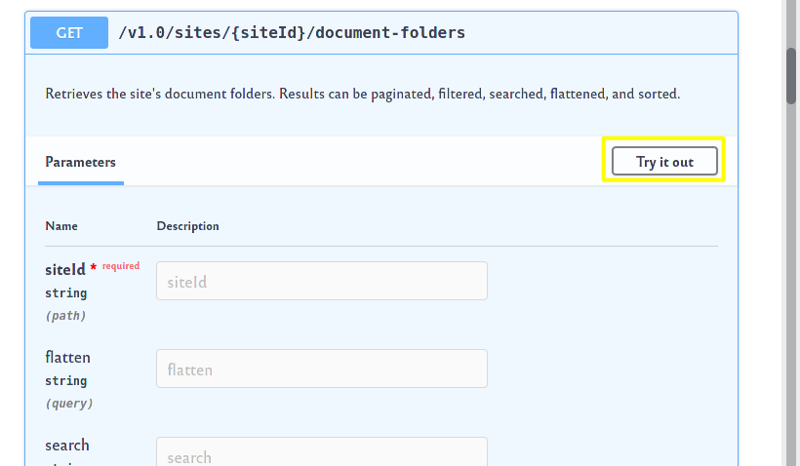 GET /v1.0/sites/{siteId}/document-folders
Retrieves the site's document folders. Results can be paginated, filtered, searched, flattened, and sorted.
Parameters Try it out
Name Description
siteId * required siteId
string
(path)
flatten flatten
string
(query)
search search